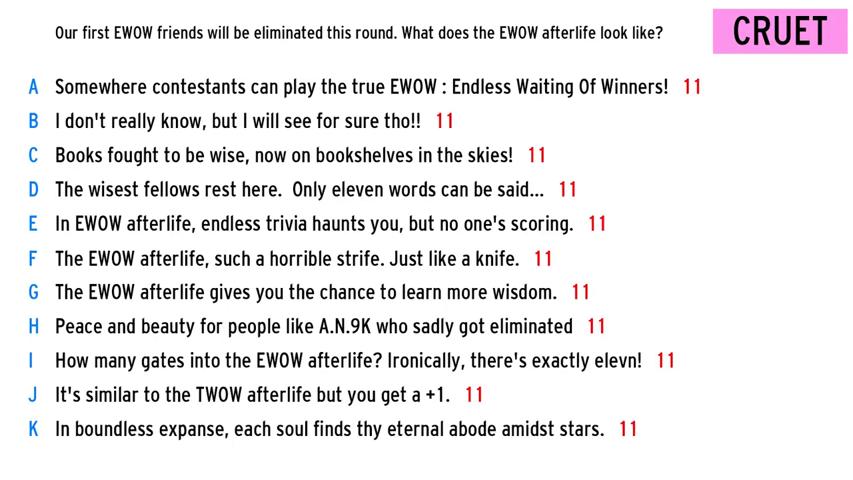 Our first EWOW friends will be eliminated this round. What does the EWOW afterlife look like?
CRUET
A Somewhere contestants can play the true EWOW : Endless Waiting Of Winners! 11
B I don't really know, but I will see for sure tho!! 11
C Books fought to be wise, now on bookshelves in the skies! 11
D The wisest fellows rest here.  Only eleven words can be said... 11
E In EWOW afterlife, endless trivia haunts you, but no one's scoring. 11
F The EWOW afterlife, such a horrible strife. Just like a knife. 11
G The EWOW afterlife gives you the chance to learn more wisdom. 11
H Peace and beauty for people like A.N.9K who sadly got eliminated 11
I How many gates into the EWOW afterlife? Ironically, there's exactly elevn! 11
J It's similar to the TWOW afterlife but you get a +1. 11
K In boundless expanse, each soul finds thy eternal abode amidst stars. 11